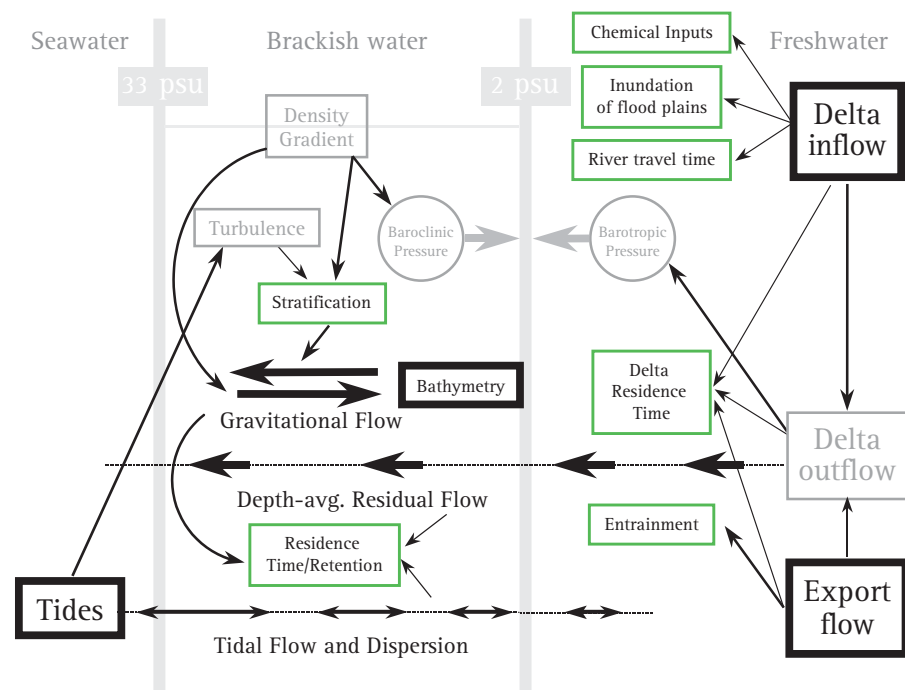 Seawater
Brackish water
Freshwater
33 psu
2 psu
Chemical Inputs
Inundation
of flood plains
River travel time
Delta
inflow
Density
Gradient
Turbulence
Baroclinic
Pressure
Barotropic
Pressure
Stratification
Bathymetry
Gravitational Flow
Delta
Residence
Time
Delta
outflow
Depth-avg. Residual Flow
Residence
Time/Retention
Entrainment
Tides
Export
flow
Tidal Flow and Dispersion